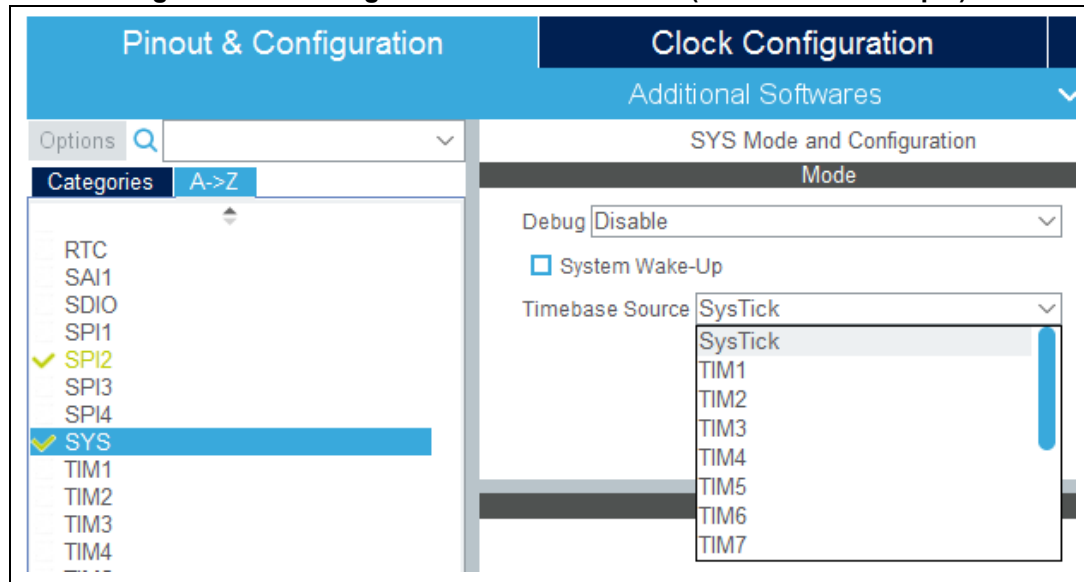 Pinout & Configuration
Clock Configuration
Additional Softwares
Options
Categories
A->Z
RTC
SAI1
SDIO
SPI1
SPI2
SPI3
SPI4
SYS
TIM1
TIM2
TIM3
TIM4
SYS Mode and Configuration
Mode
Debug Disable
System Wake-Up
Timebase Source SysTick
SysTick
TIM1
TIM2
TIM3
TIM4
TIM5
TIM6
TIM7